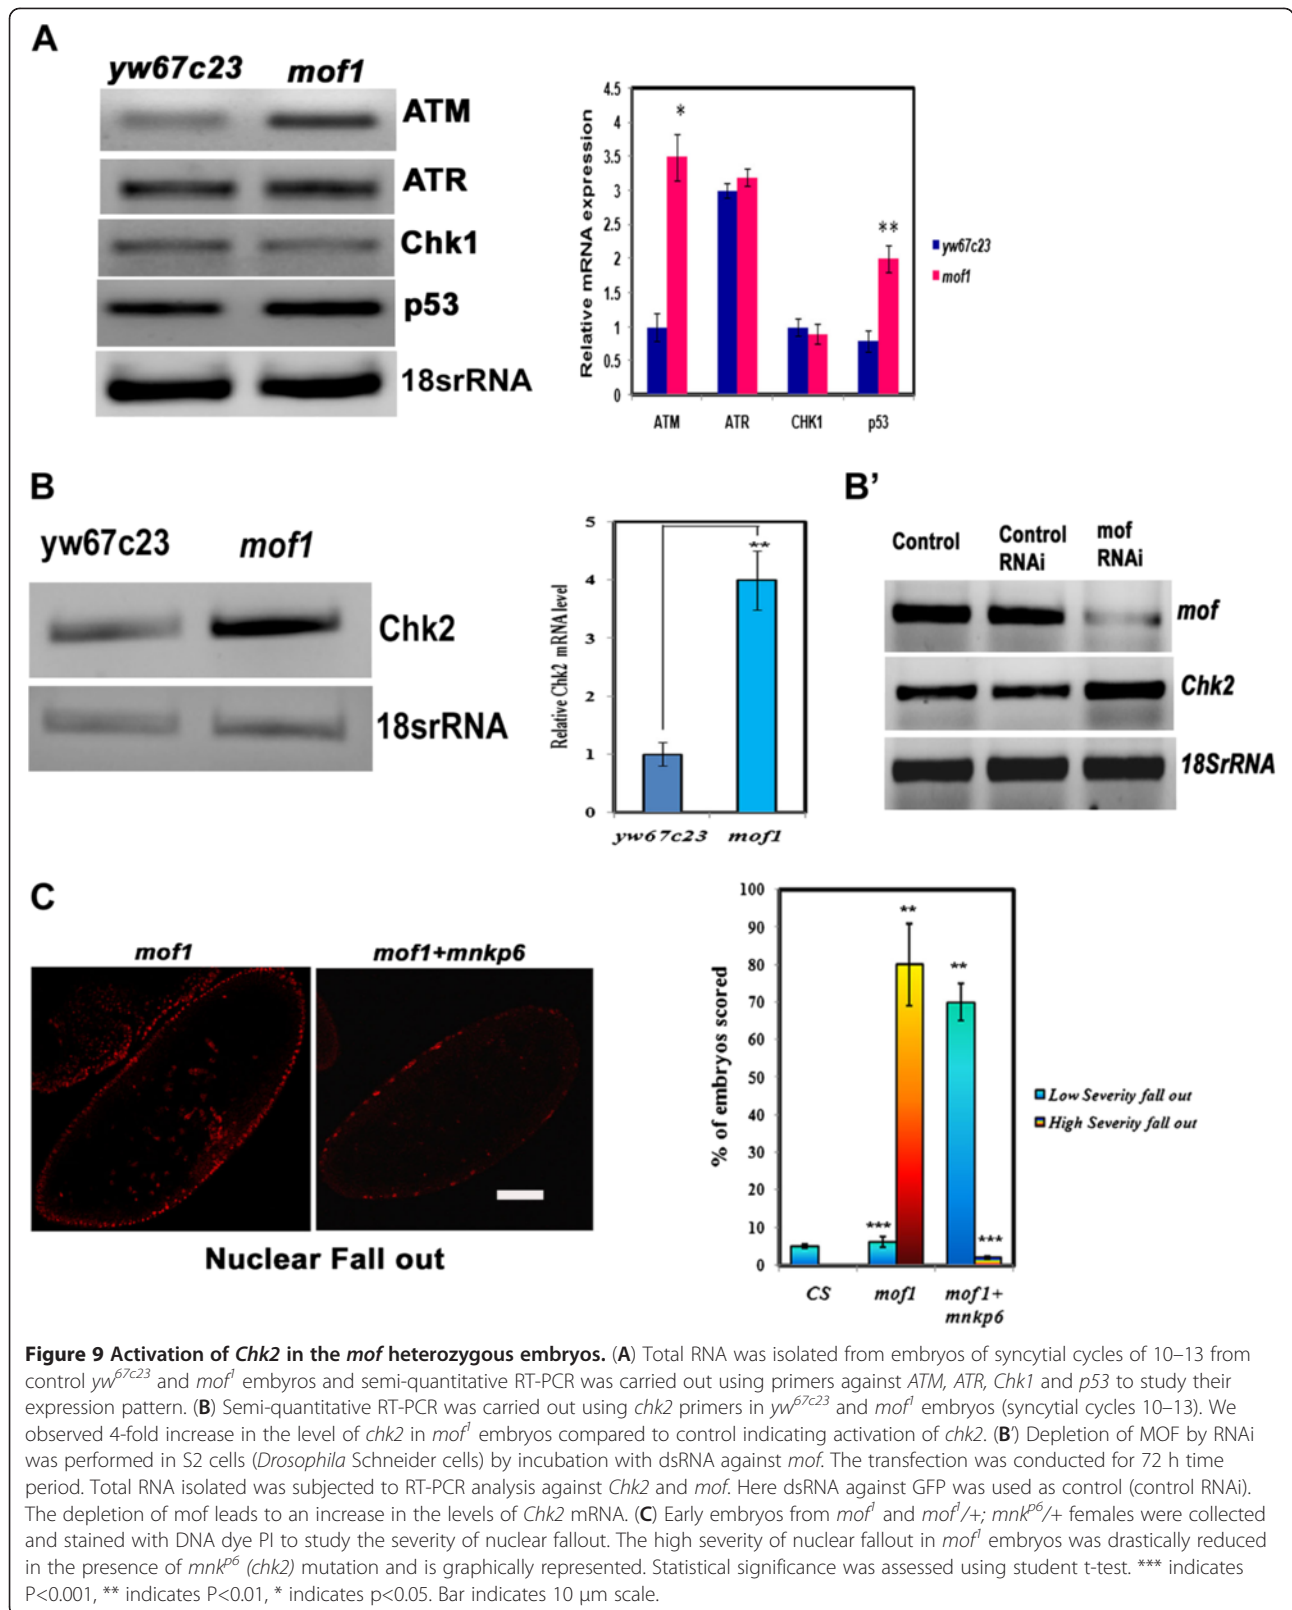 A
yw67c23 mof1
ATM
ATR
Chk1
p53
18srRNA
Relative mRNA expression
4.5
4
3.5
3
2.5
2
1.5
1
0.5
0
*
**
ATM ATR CHK1 p53
yw67c23
mof1
B
yw67c23 mof1
Chk2
18srRNA
Relative Chk2 mRNA level
5
4
3
2
1
0
**
yw67c23 mof1
B'
Control Control RNAi mof RNAi
mof
Chk2
18SrRNA
C
mof1 mof1+mnkp6
Nuclear Fall out
% of embryos scored
100
90
80
70
60
50
40
30
20
10
0
*** ** ** ***
CS mof1 mof1+ mnkp6
Low Severity fall out
High Severity fall out
Figure 9 Activation of Chk2 in the mof heterozygous embryos. (A) Total RNA was isolated from embryos of syncytial cycles of 10–13 from
control yw67c23 and mof1 embyros and semi-quantitative RT-PCR was carried out using primers against ATM, ATR, Chk1 and p53 to study their
expression pattern. (B) Semi-quantitative RT-PCR was carried out using chk2 primers in yw67c23 and mof1 embryos (syncytial cycles 10–13). We
observed 4-fold increase in the level of chk2 in mof1 embryos compared to control indicating activation of chk2. (B') Depletion of MOF by RNAi
was performed in S2 cells (Drosophila Schneider cells) by incubation with dsRNA against mof. The transfection was conducted for 72 h time
period. Total RNA isolated was subjected to RT-PCR analysis against Chk2 and mof. Here dsRNA against GFP was used as control (control RNAi).
The depletion of mof leads to an increase in the levels of Chk2 mRNA. (C) Early embryos from mof1 and mof1/+; mnkp6/+ females were collected
and stained with DNA dye PI to study the severity of nuclear fallout. The high severity of nuclear fallout in mof1 embryos was drastically reduced
in the presence of mnkp6 (chk2) mutation and is graphically represented. Statistical significance was assessed using student t-test. *** indicates
P<0.001, ** indicates P<0.01, * indicates p<0.05. Bar indicates 10 μm scale.